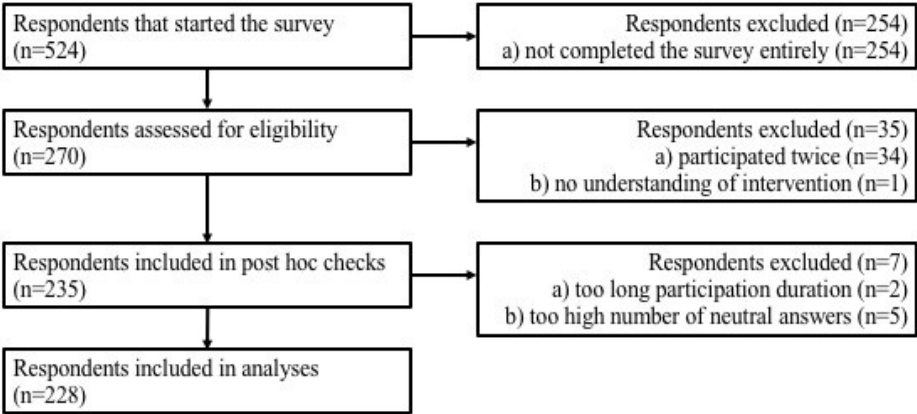 Respondents that started the survey
(n=524)
Respondents excluded (n=254)
a) not completed the survey entirely (n=254)
Respondents assessed for eligibility
(n=270)
Respondents excluded (n=35)
a) participated twice (n=34)
b) no understanding of intervention (n=1)
Respondents included in post hoc checks
(n=235)
Respondents excluded (n=7)
a) too long participation duration (n=2)
b) too high number of neutral answers (n=5)
Respondents included in analyses
(n=228)